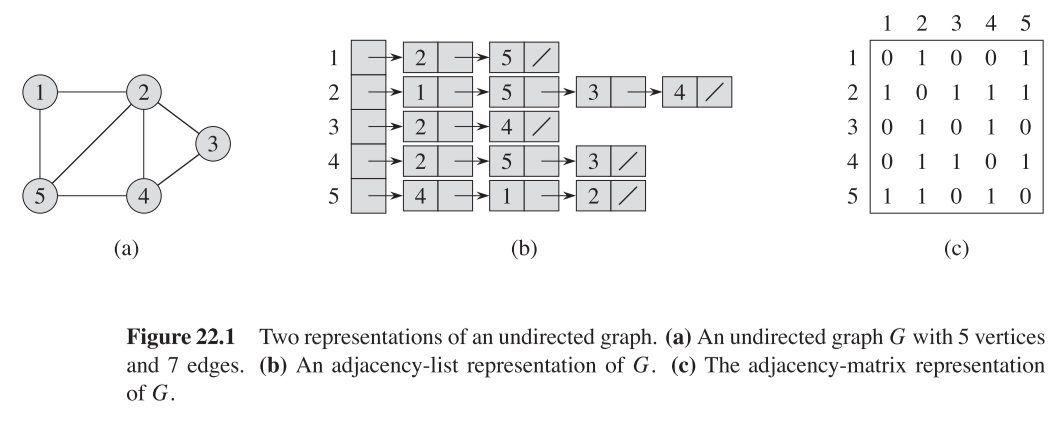 1 2 3 5 4
(a)
1 2 5 /
2 1 5 3 4 /
3 2 4 /
4 2 5 3 /
5 4 1 2 /
(b)
1 2 3 4 5
1 0 1 0 0 1
2 1 0 1 1 1
3 0 1 0 1 0
4 0 1 1 0 1
5 1 1 0 1 0
(c)
Figure 22.1 Two representations of an undirected graph. (a) An undirected graph G with 5 vertices
and 7 edges. (b) An adjacency-list representation of G. (c) The adjacency-matrix representation
of G.